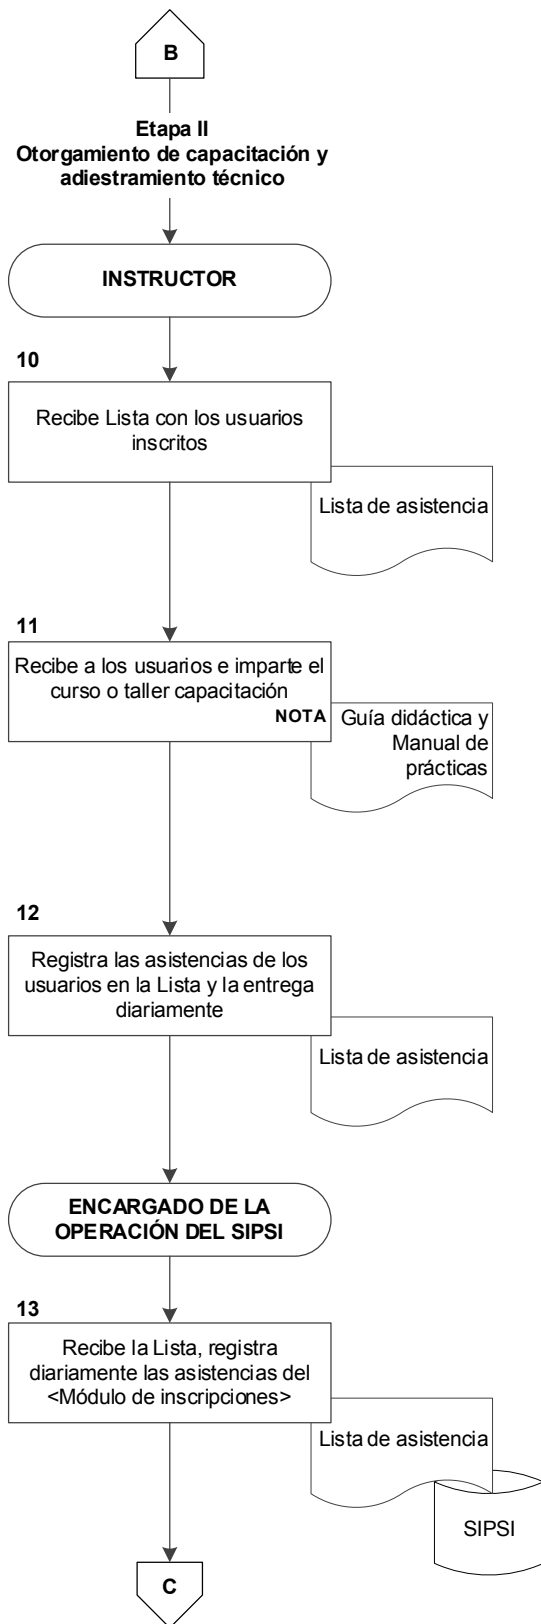 B
Etapa II
Otorgamiento de capacitación y
adiestramiento técnico
INSTRUCTOR
10
Recibe Lista con los usuarios
inscritos
Lista de asistencia
11
Recibe a los usuarios e imparte el
curso o taller capacitación
NOTA
Guía didáctica y
Manual de
prácticas
12
Registra las asistencias de los
usuarios en la Lista y la entrega
diariamente
Lista de asistencia
ENCARGADO DE LA
OPERACIÓN DEL SIPSI
13
Recibe la Lista, registra
diariamente las asistencias del
<Módulo de inscripciones>
Lista de asistencia
SIPSI
C